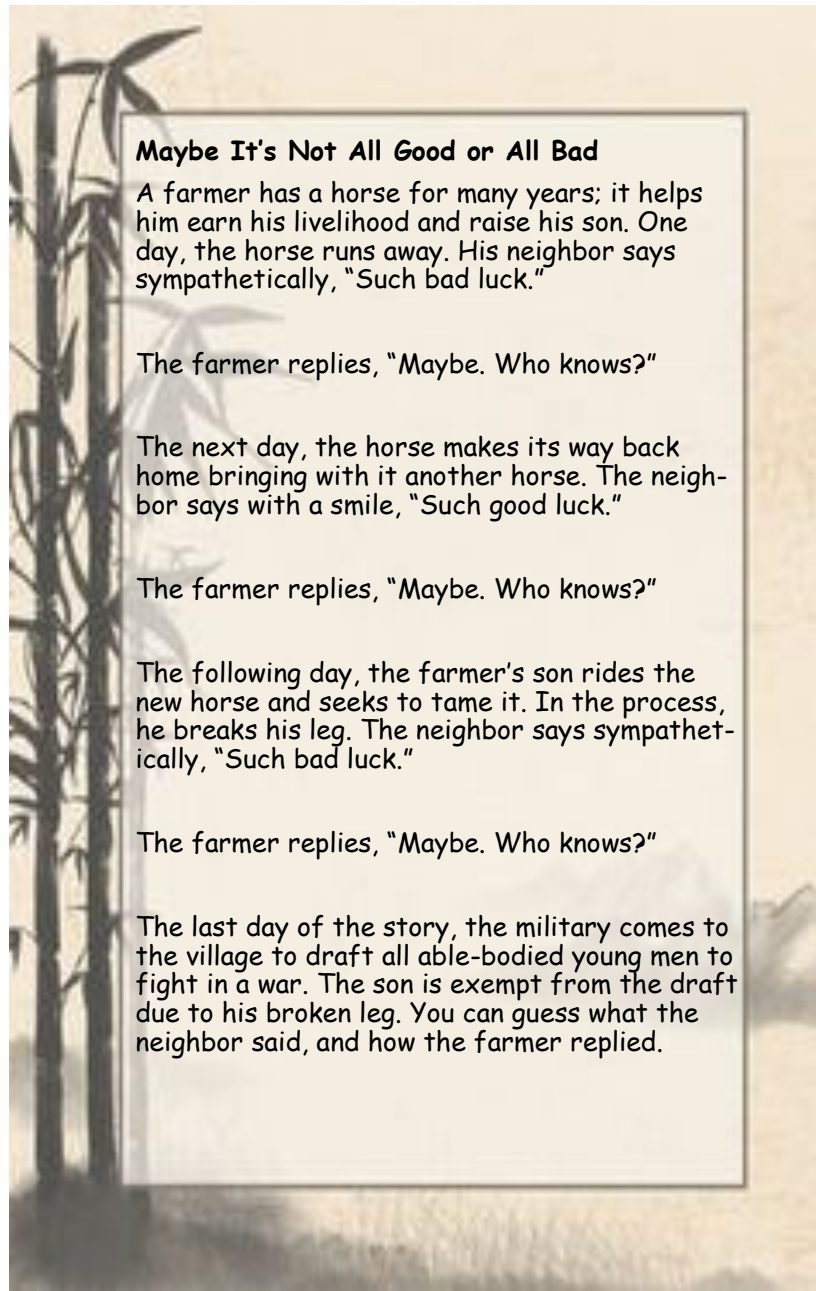 Maybe It's Not All Good or All Bad
A farmer has a horse for many years; it helps
him earn his livelihood and raise his son. One
day, the horse runs away. His neighbor says
sympathetically, “Such bad luck.”
The farmer replies, “Maybe. Who knows?”
The next day, the horse makes its way back
home bringing with it another horse. The neigh-
bor says with a smile, “Such good luck.”
The farmer replies, “Maybe. Who knows?”
The following day, the farmer’s son rides the
new horse and seeks to tame it. In the process,
he breaks his leg. The neighbor says sympathet-
ically, “Such bad luck.”
The farmer replies, “Maybe. Who knows?”
The last day of the story, the military comes to
the village to draft all able-bodied young men to
fight in a war. The son is exempt from the draft
due to his broken leg. You can guess what the
neighbor said, and how the farmer replied.